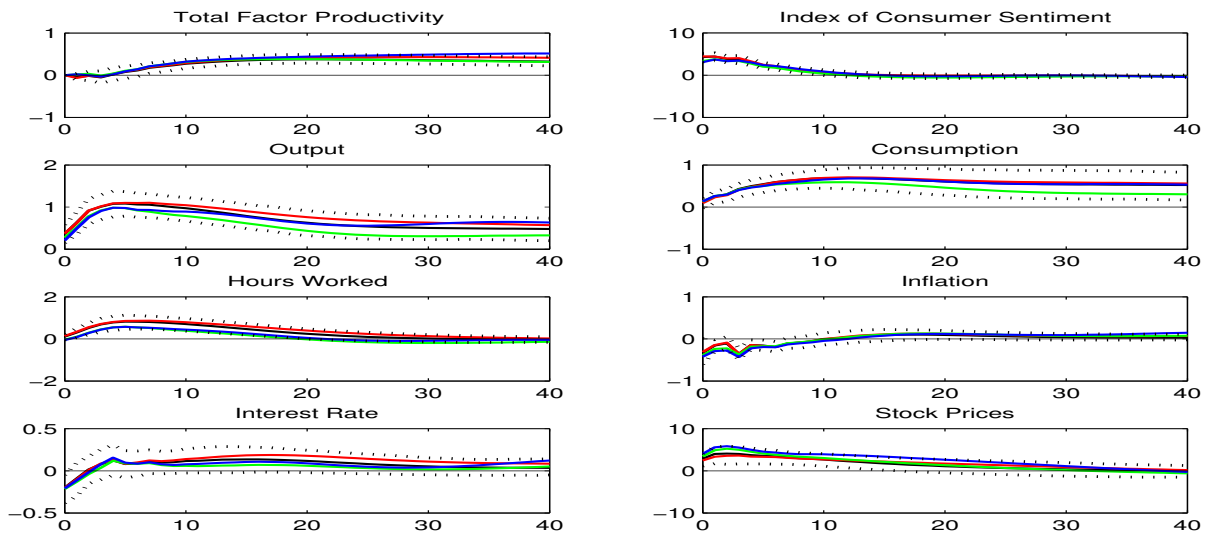 Total Factor Productivity
1
0
−1
0 10 20 30 40
Index of Consumer Sentiment
10
0
−10
0 10 20 30 40
Output
2
1
0
0 10 20 30 40
Consumption
1
0
−1
0 10 20 30 40
Hours Worked
2
0
−2
0 10 20 30 40
Inflation
1
0
−1
0 10 20 30 40
Interest Rate
0.5
0
−0.5
0 10 20 30 40
Stock Prices
10
0
−10
0 10 20 30 40